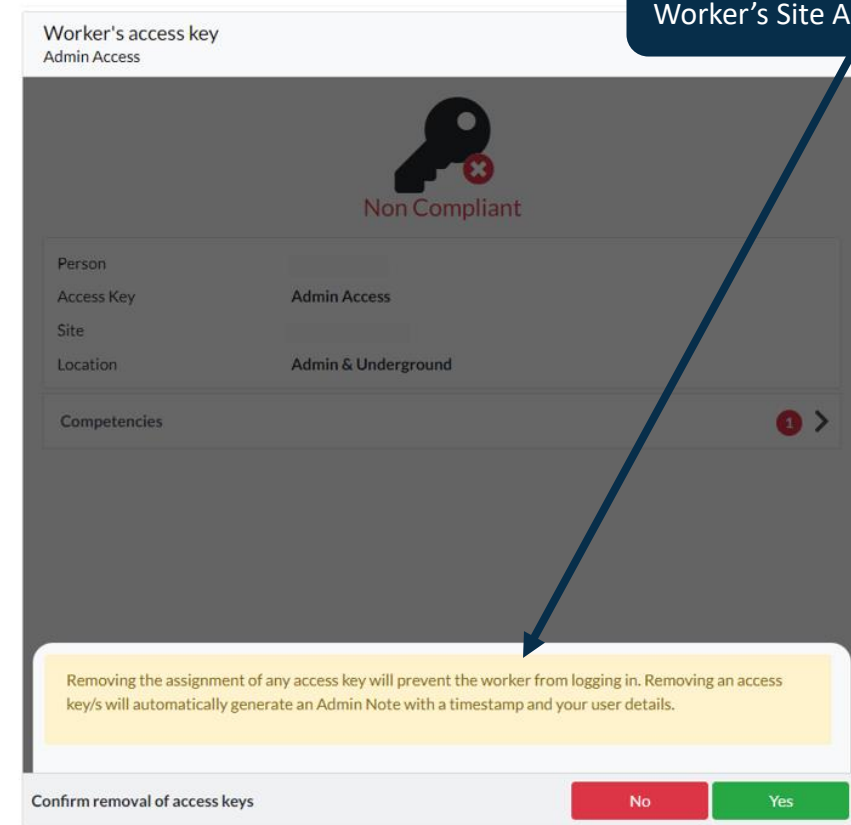 Worker's Site A
Worker's access key
Admin Access
Non Compliant
Person
Access Key Admin Access
Site
Location Admin & Underground
Competencies 1
Removing the assignment of any access key will prevent the worker from logging in. Removing an access
key/s will automatically generate an Admin Note with a timestamp and your user details.
Confirm removal of access keys No Yes